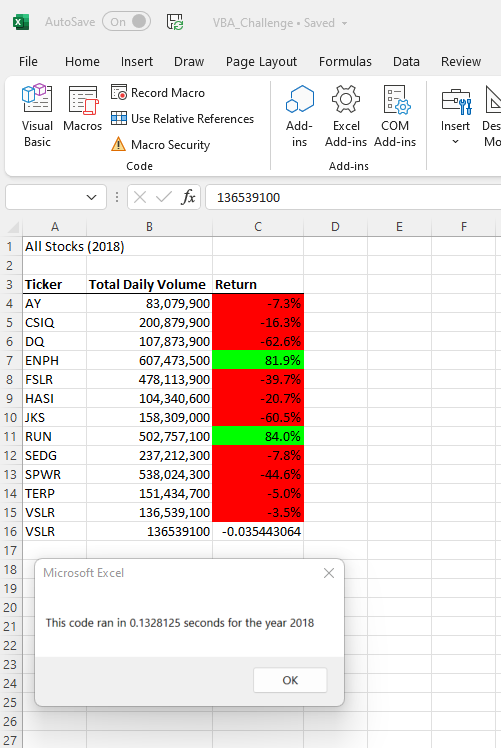 AutoSave On VBA_Challenge • Saved
File Home Insert Draw Page Layout Formulas Data Review
Visual Basic
Macros
Record Macro
Use Relative References
Macro Security
Code
Add-ins
Excel Add-ins
COM Add-ins
Add-ins
Insert
fx 136539100
A B C D E F
1 All Stocks (2018)
2
3 Ticker Total Daily Volume Return
4 AY 83,079,900 -7.3%
5 CSIQ 200,879,900 -16.3%
6 DQ 107,873,900 -62.6%
7 ENPH 607,473,500 81.9%
8 FSLR 478,113,900 -39.7%
9 HASI 104,340,600 -20.7%
10 JKS 158,309,000 -60.5%
11 RUN 502,757,100 84.0%
12 SEDG 237,212,300 -7.8%
13 SPWR 538,024,300 -44.6%
14 TERP 151,434,700 -5.0%
15 VSLR 136,539,100 -3.5%
16 VSLR 136539100 -0.035443064
17
18
Microsoft Excel
19
20
21
This code ran in 0.1328125 seconds for the year 2018
22
23
24
OK
25
26
27